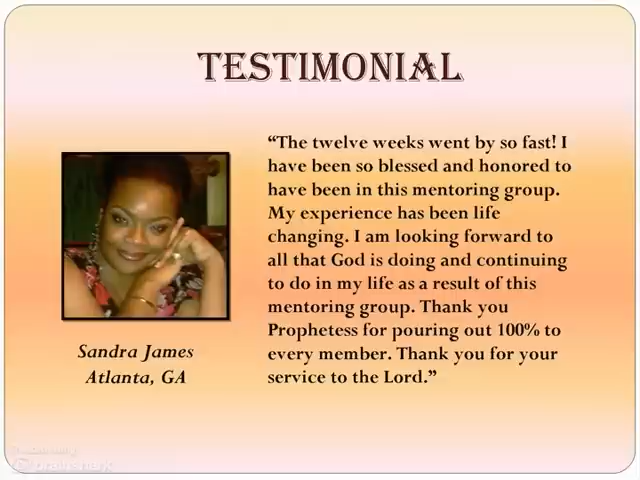 TESTIMONIAL
“The twelve weeks went by so fast! I
have been so blessed and honored to
have been in this mentoring group.
My experience has been life
changing. I am looking forward to
all that God is doing and continuing
to do in my life as a result of this
mentoring group. Thank you
Prophetess for pouring out 100% to
every member. Thank you for your
service to the Lord.”
Sandra James
Atlanta, GA
brainshark